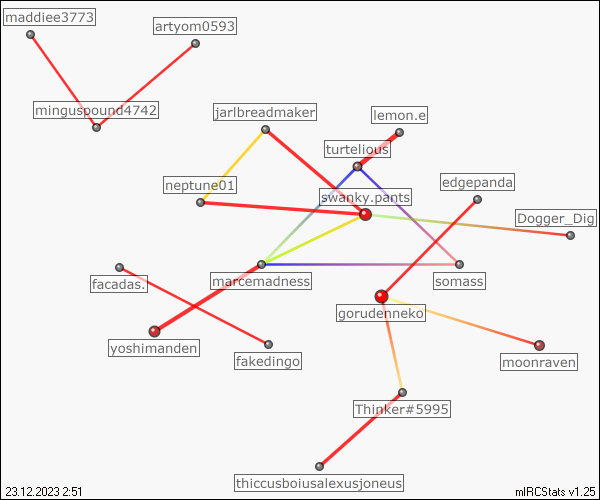 maddiee3773
artyom0593
minguspound4742
jarlbreadmaker
lemon.e
turtelious
neptune01
edgepanda
swanky.pants
Dogger_Dig
facadas.
marcemadness
somass
gorudenneko
yoshimanden
fakedingo
moonraven
Thinker#5995
thiccusboiusalexusjoneus
23.12.2023 2:51
mIRCStats v1.25